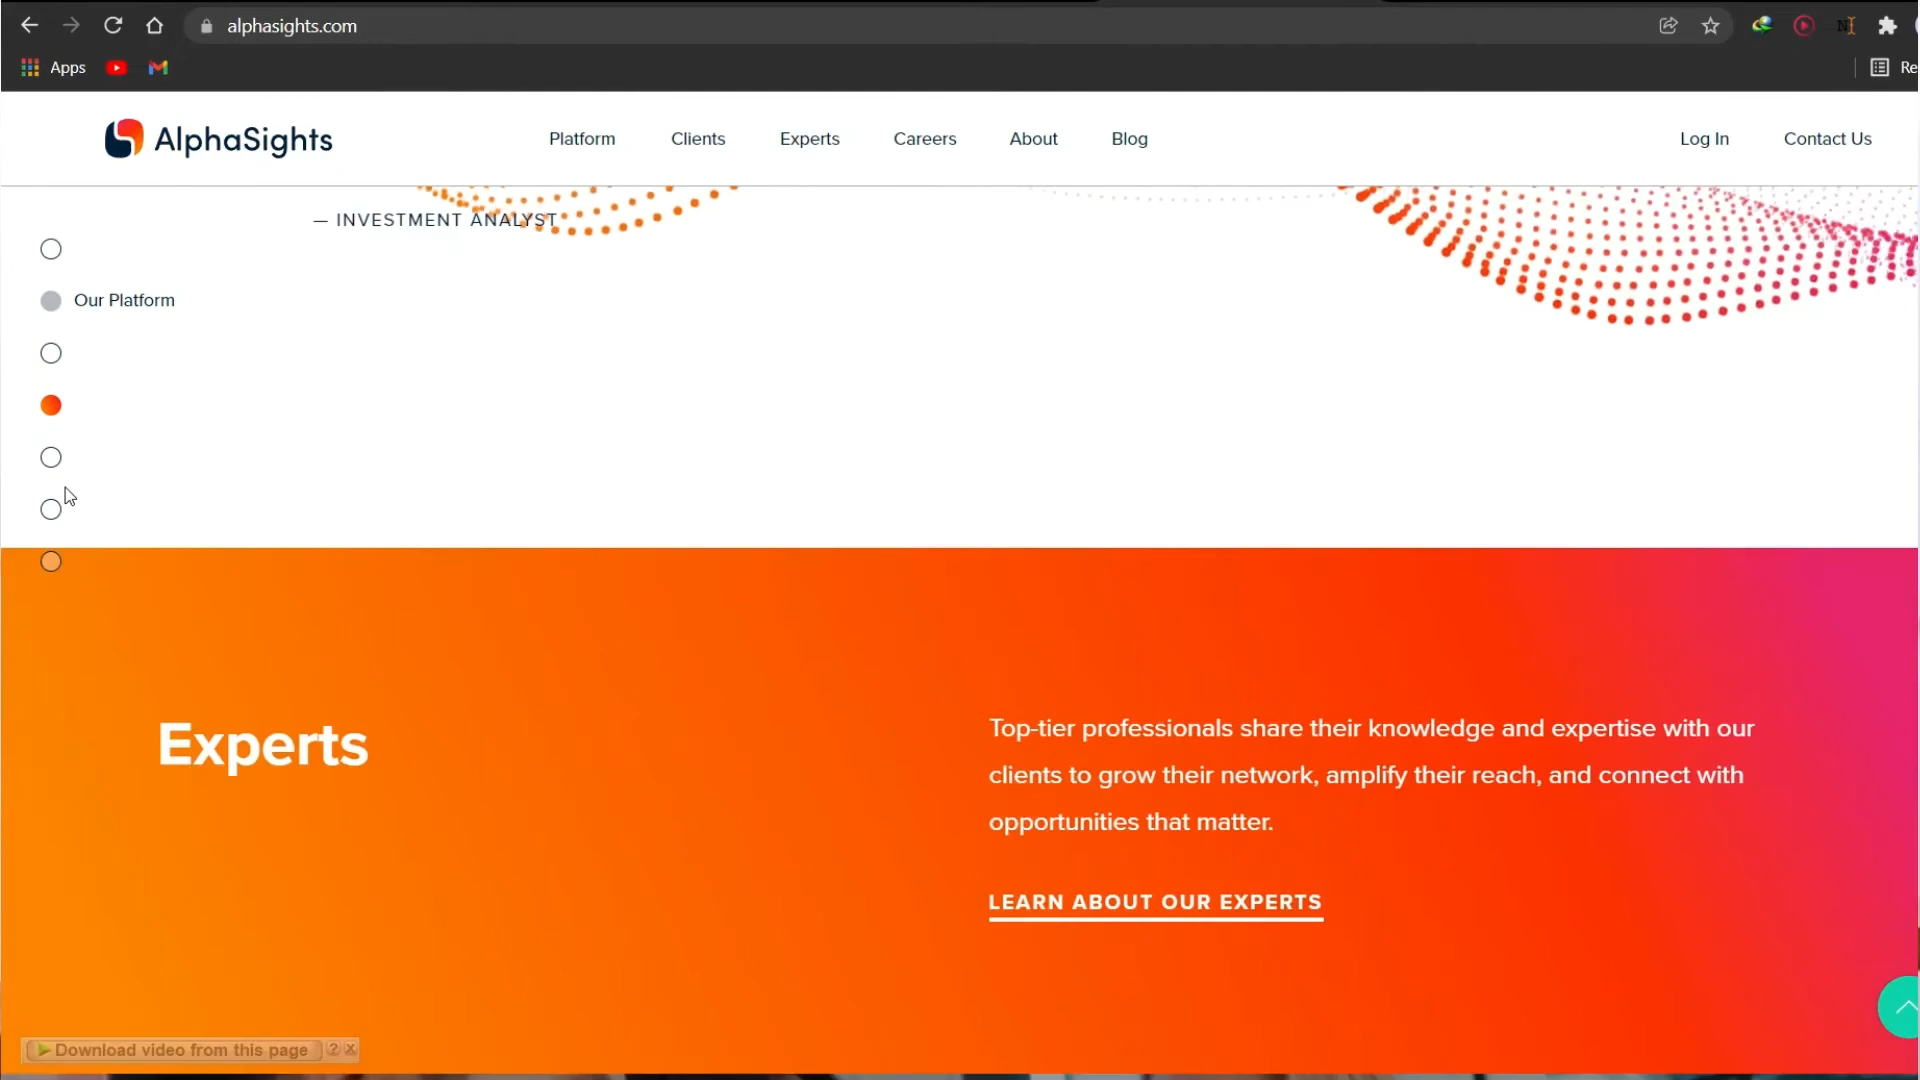 alphasights.com
Apps
Re
AlphaSights
Platform
Clients
Experts
Careers
About
Blog
Log In
Contact Us
— INVESTMENT ANALYST
Our Platform
Experts
Top-tier professionals share their knowledge and expertise with our
clients to grow their network, amplify their reach, and connect with
opportunities that matter.
LEARN ABOUT OUR EXPERTS
Download video from this page